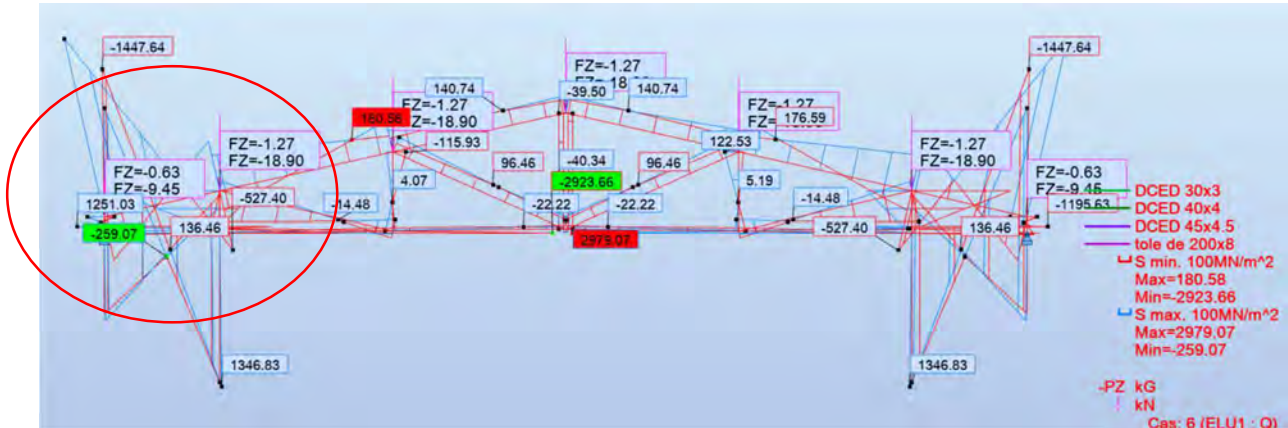 -1447.64
-1447.64
FZ=-1.27
140.74
-39.50
140.74
FZ=-1.27
FZ=-18.90
FZ=-1.27
180.58
176.59
-115.93
122.53
FZ=-1.27
FZ=-18.90
FZ=-1.27
FZ=-18.90
96.46
-40.34
96.46
FZ=-0.63
FZ=-9.45
-2923.66
FZ=-0.63
FZ=-9.45
4.07
5.19
1251.03
-527.40
-14.48
-22.22
-22.22
-14.48
-527.40
-1195.63
-259.07
136.46
2979.07
136.46
1346.83
1346.83
DCED 30x3
DCED 40x4
DCED 45x4.5
tole de 200x8
S min. 100MN/m^2
Max=180.58
Min=-2923.66
S max. 100MN/m^2
Max=2979.07
Min=-259.07
-PZ kG
kN
Cas: 6 (ELU1 : Q)